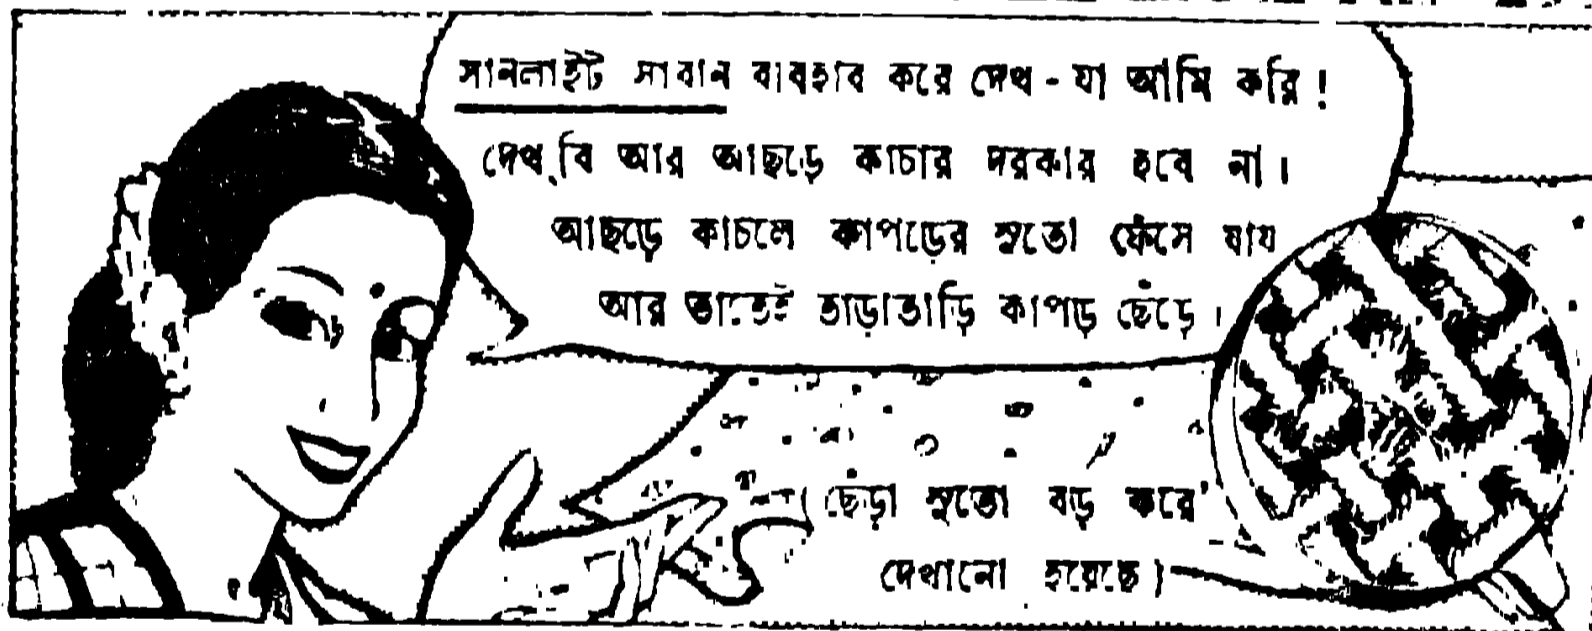 সানলাইট সাবান ব্যবহার করে দেখ - যা আমি করি !
দেখ্‌বি আর আছড়ে কাচার দরকার হবে না ।
আছড়ে কাচলে কাপড়ের সুতো ফেঁসে যায়
আর তাতেই তাড়াতাড়ি কাপড় ছেঁড়ে ।
(ছেঁড়া সুতো বড় করে
দেখানো হয়েছে)